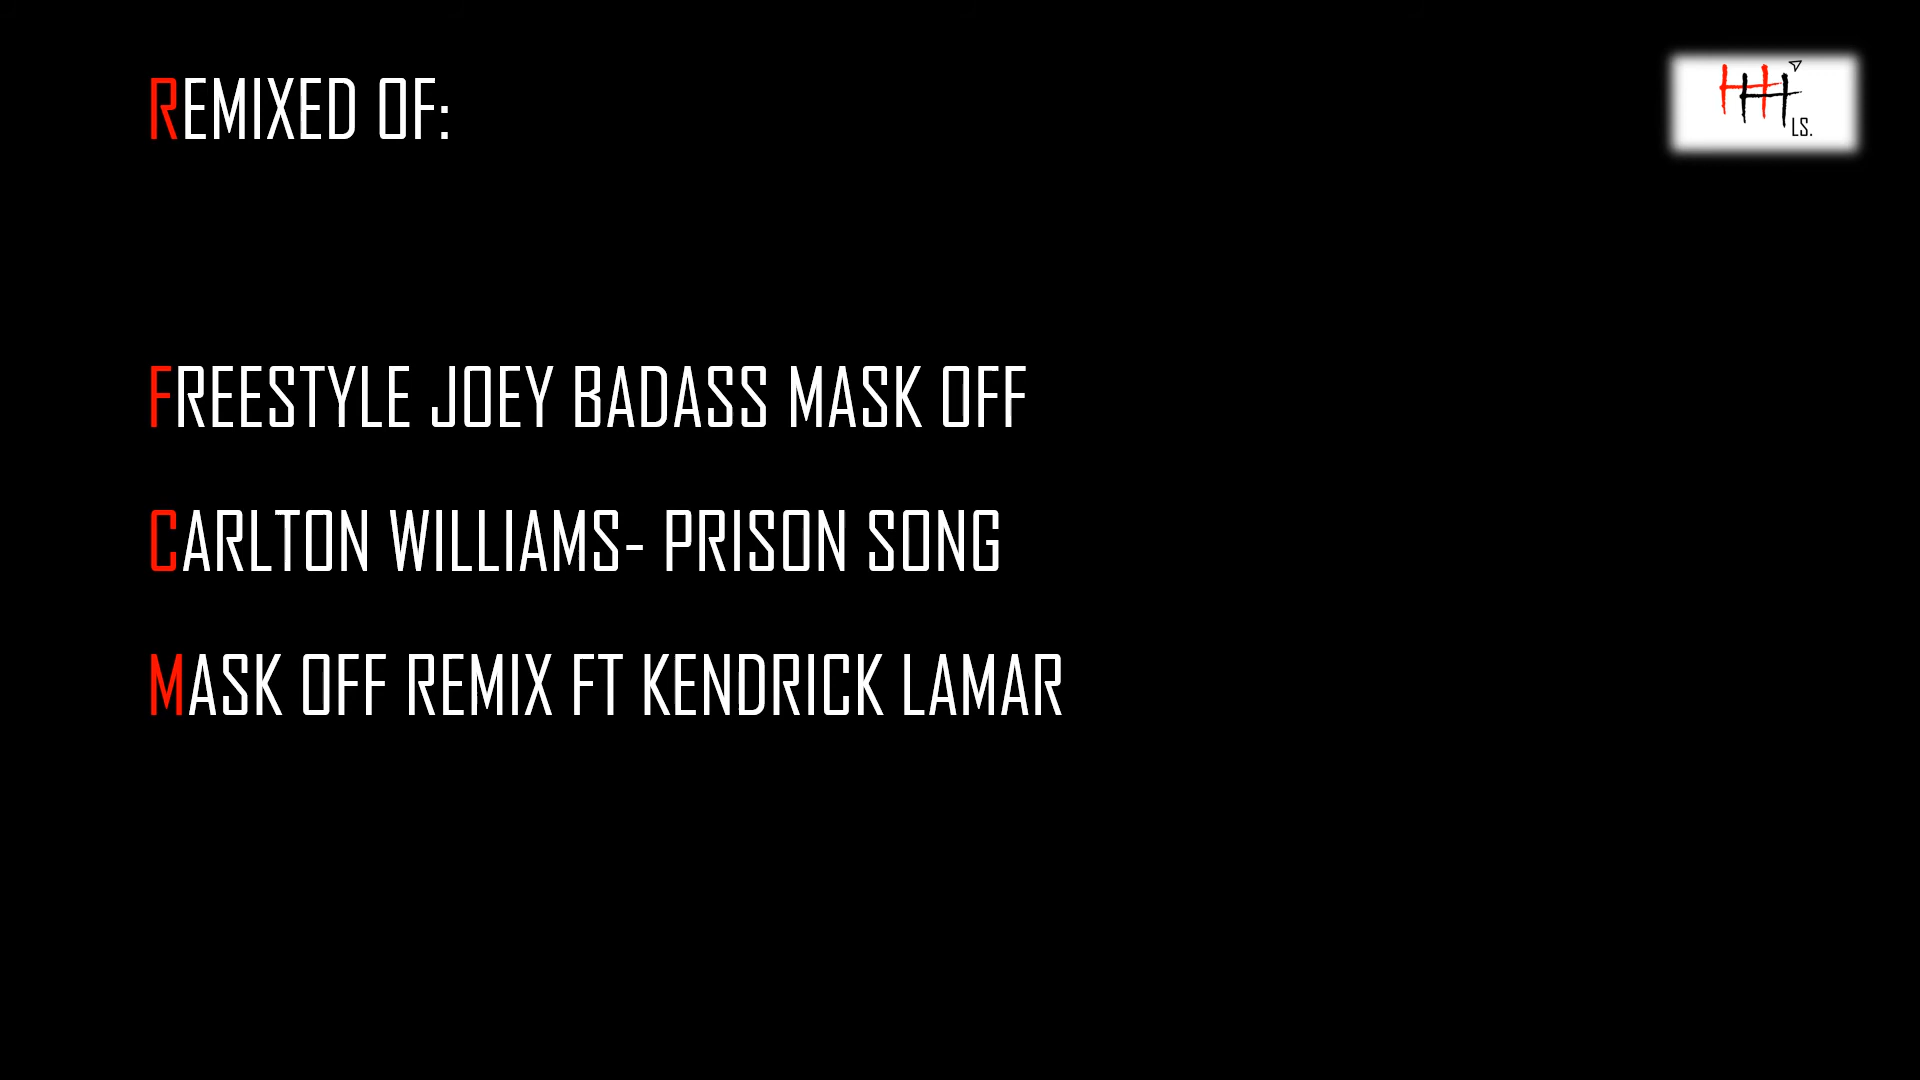 REMIXED OF:
LS.
FREESTYLE JOEY BADASS MASK OFF
CARLTON WILLIAMS- PRISON SONG
MASK OFF REMIX FT KENDRICK LAMAR